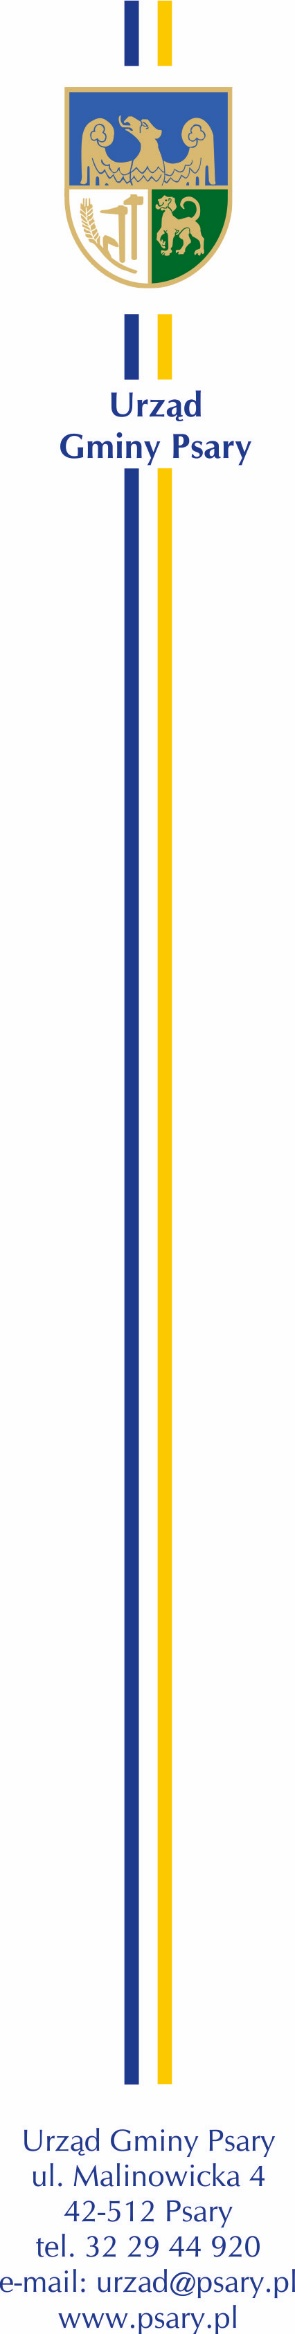 Urząd
Gminy Psary
Urząd Gminy Psary
ul. Malinowicka 4
42-512 Psary
tel. 32 29 44 920
e-mail: urzad@psary.pl
www.psary.pl